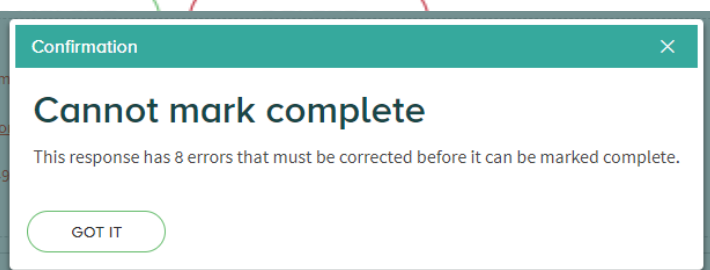 Confirmation
Cannot mark complete
This response has 8 errors that must be corrected before it can be marked complete.
GOT IT